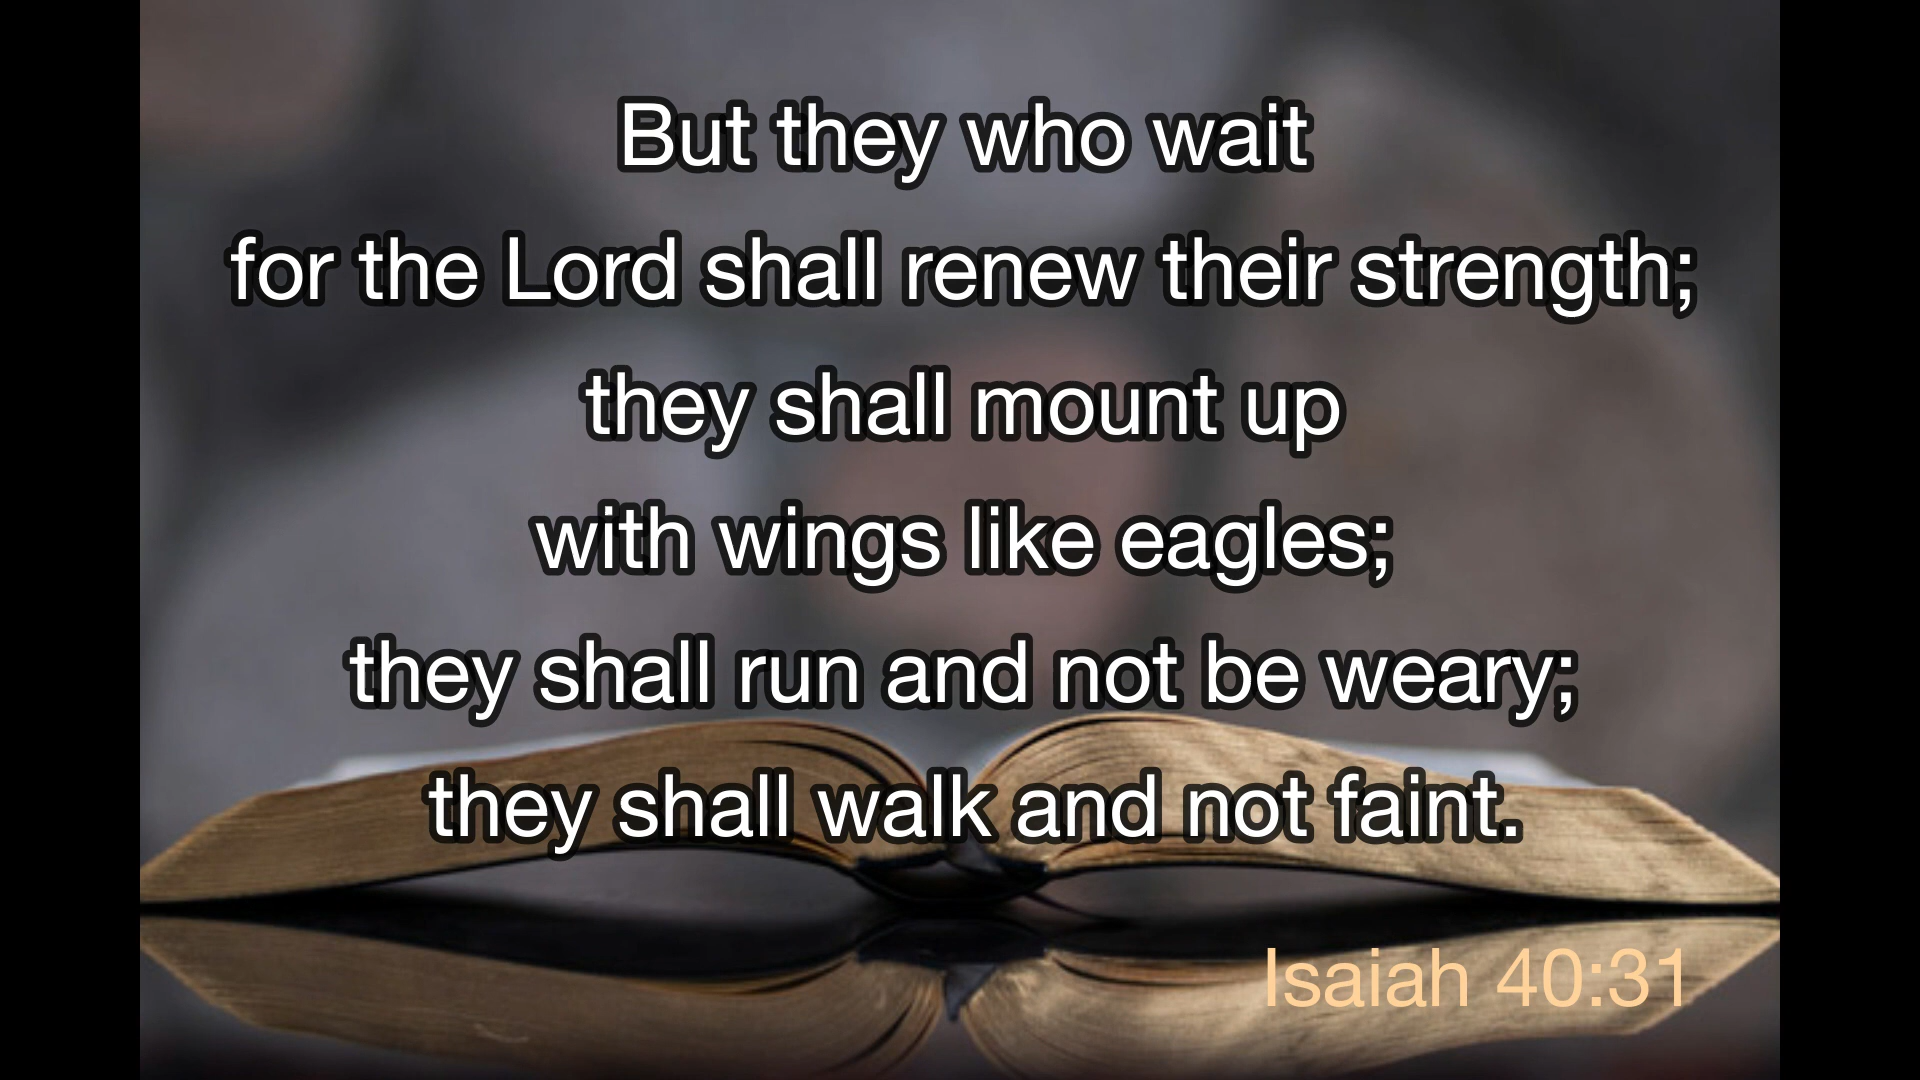 But they who wait
for the Lord shall renew their strength;
they shall mount up
with wings like eagles;
they shall run and not be weary;
they shall walk and not faint.
Isaiah 40:31